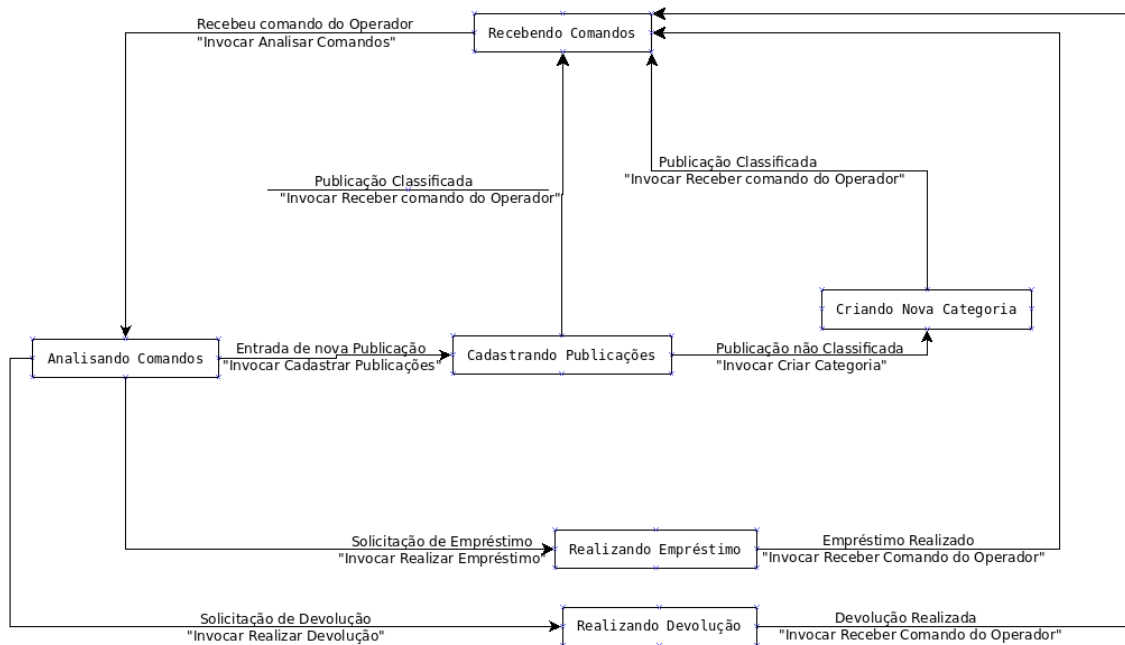 Recebeu comando do Operador
"Invocar Analisar Comandos"
Recebendo Comandos
Publicação Classificada
"Invocar Receber comando do Operador"
Publicação Classificada
"Invocar Receber comando do Operador"
Criando Nova Categoria
Analisando Comandos
Entrada de nova Publicação
"Invocar Cadastrar Publicações"
Cadastrando Publicações
Publicação não Classificada
"Invocar Criar Categoria"
Solicitação de Empréstimo
"Invocar Realizar Empréstimo"
Realizando Empréstimo
Empréstimo Realizado
"Invocar Receber Comando do Operador"
Solicitação de Devolução
"Invocar Realizar Devolução"
Realizando Devolução
Devolução Realizada
"Invocar Receber Comando do Operador"